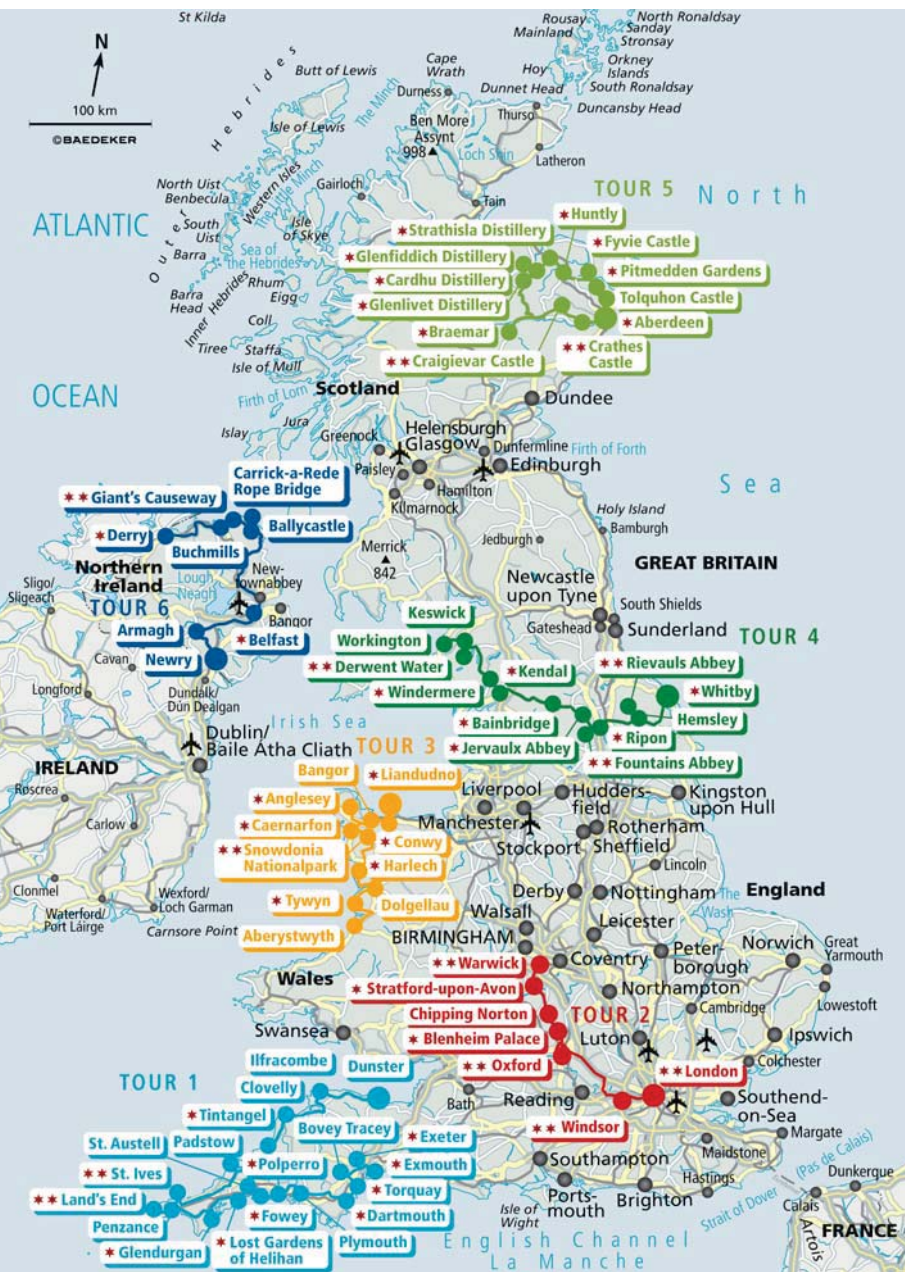 St Kilda
N
100 km
©BAEDEKER
Outer Hebrides
Butt of Lewis
The Minch
Isle of Lewis
North Uist
Benbecula
Western Isles
The Little Minch
South
Uist
Barra
Isle
of Skye
Sea of
the Hebrides
Barra
Head
Inner Hebrides
Rhum
Eigg
Coll
Tiree
Staffa
Isle of Mull
Firth of Lorn
Jura
Islay
Rousay
Mainland
North Ronaldsay
Sanday
Stronsay
Orkney
Islands
Hoy
South Ronaldsay
Cape
Wrath
Durness
Dunnet Head
Thurso
Duncansby Head
Ben More
Assynt
998
Loch Shin
Latheron
Gairloch
Tain
ATLANTIC
OCEAN
North
Sea
TOUR 5
Huntly
Strathisla Distillery
Fyvie Castle
Glenfiddich Distillery
Pitmedden Gardens
Cardhu Distillery
Tolquhon Castle
Glenlivet Distillery
Aberdeen
Braemar
Craigievar Castle
Crathes
Castle
Scotland
Dundee
Helensburgh
Glasgow
Greenock
Dunfermline
Firth of Forth
Paisley
Edinburgh
Hamilton
Kilmarnock
Holy Island
Bamburgh
Jedburgh
Merrick
842
GREAT BRITAIN
Newcastle
upon Tyne
South Shields
Gateshead
Sunderland
Carrick-a-Rede
Rope Bridge
Giant's Causeway
Ballycastle
Derry
Buchmills
Northern
Ireland
Lough
Neagh
New-
townabbey
TOUR 6
Bangor
Armagh
Belfast
Newry
Sligo/
Sligeach
Cavan
Longford
Dundalk/
Dún Dealgan
Dublin/
Baile Átha Cliath
Irish Sea
IRELAND
Roscrea
Carlow
Clonmel
Wexford/
Loch Garman
Waterford/
Port Láirge
Carnsore Point
TOUR 4
Keswick
Workington
Derwent Water
Windermere
Kendal
Rievauls Abbey
Whitby
Hemsley
Bainbridge
Ripon
Jervaulx Abbey
Fountains Abbey
TOUR 3
Bangor
Liandudno
Anglesey
Caernarfon
Conwy
Snowdonia
Nationalpark
Harlech
Tywyn
Dolgellau
Aberystwyth
Liverpool
Hudders-
field
Kingston
upon Hull
Manchester
Stockport
Rotherham
Sheffield
Lincoln
Derby
Nottingham
The
Wash
England
Walsall
Leicester
BIRMINGHAM
Coventry
Peter-
borough
Norwich
Great
Yarmouth
Northampton
Cambridge
Lowestoft
Wales
Swansea
Warwick
Stratford-upon-Avon
Chipping Norton
TOUR 2
Blenheim Palace
Luton
Ipswich
Oxford
Colchester
London
Bath
Reading
Southend-
on-Sea
Windsor
Margate
Maidstone
Southampton
Ports-
mouth
Brighton
Hastings
Isle of
Wight
Strait of Dover
(Pas de Calais)
Dunkerque
Calais
Artois
FRANCE
English Channel
La Manche
TOUR 1
Ilfracombe
Dunster
Clovelly
Tintangel
Bovey Tracey
St. Austell
Padstow
Exeter
Polperro
St. Ives
Exmouth
Land's End
Torquay
Penzance
Fowey
Dartmouth
Glendurgan
Lost Gardens
of Helihan
Plymouth